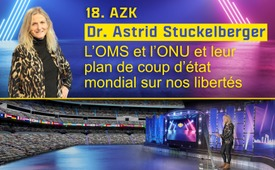 18. AZK
Dr. Astrid Stuckelberger
L'OMS et l'ONU et leur
plan de coup d'état
mondial sur nos libertés